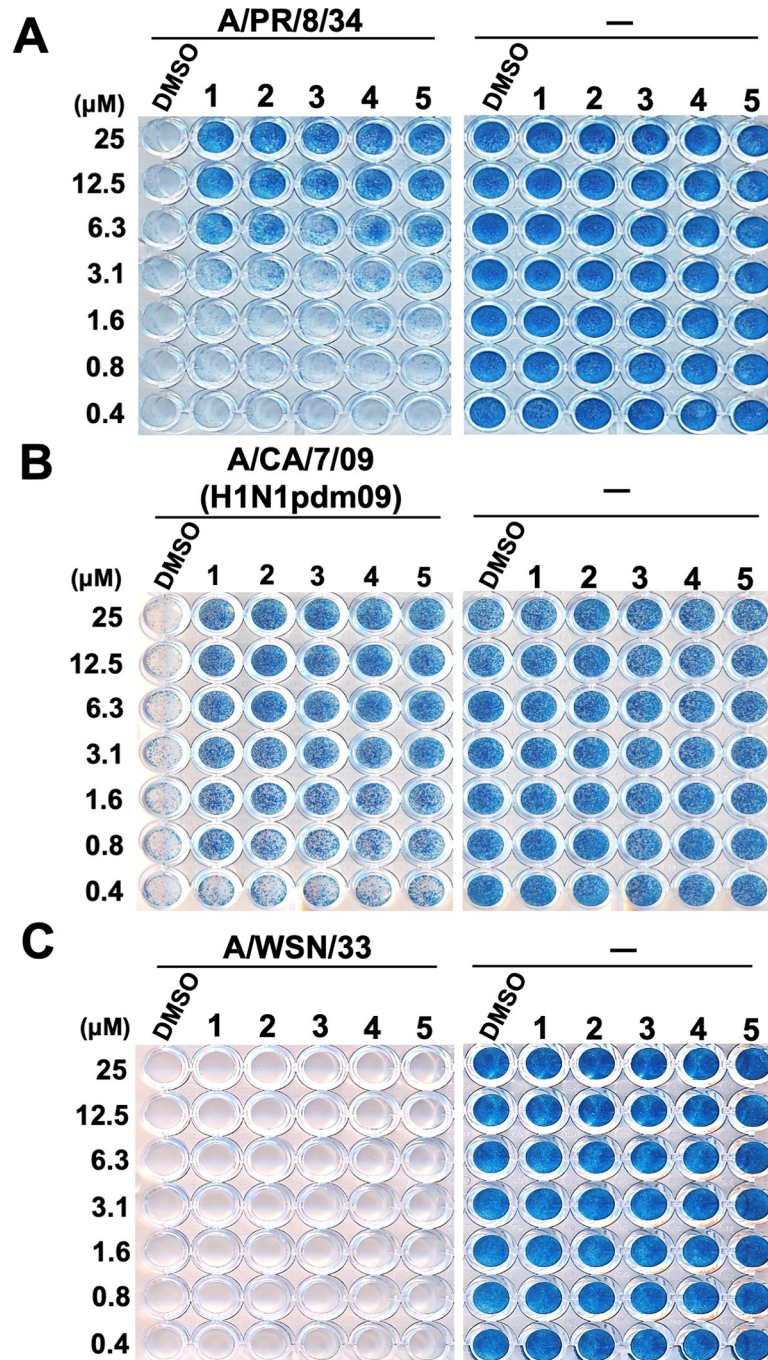 A
A/PR/8/34 —
(µM) DMSO 1 2 3 4 5 DMSO 1 2 3 4 5
25
12.5
6.3
3.1
1.6
0.8
0.4
B
A/CA/7/09
(H1N1pdm09) —
(µM) DMSO 1 2 3 4 5 DMSO 1 2 3 4 5
25
12.5
6.3
3.1
1.6
0.8
0.4
C
A/WSN/33 —
(µM) DMSO 1 2 3 4 5 DMSO 1 2 3 4 5
25
12.5
6.3
3.1
1.6
0.8
0.4